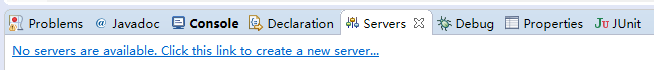 Problems @ Javadoc Console Declaration Servers Debug Properties JUnit
No servers are available. Click this link to create a new server...